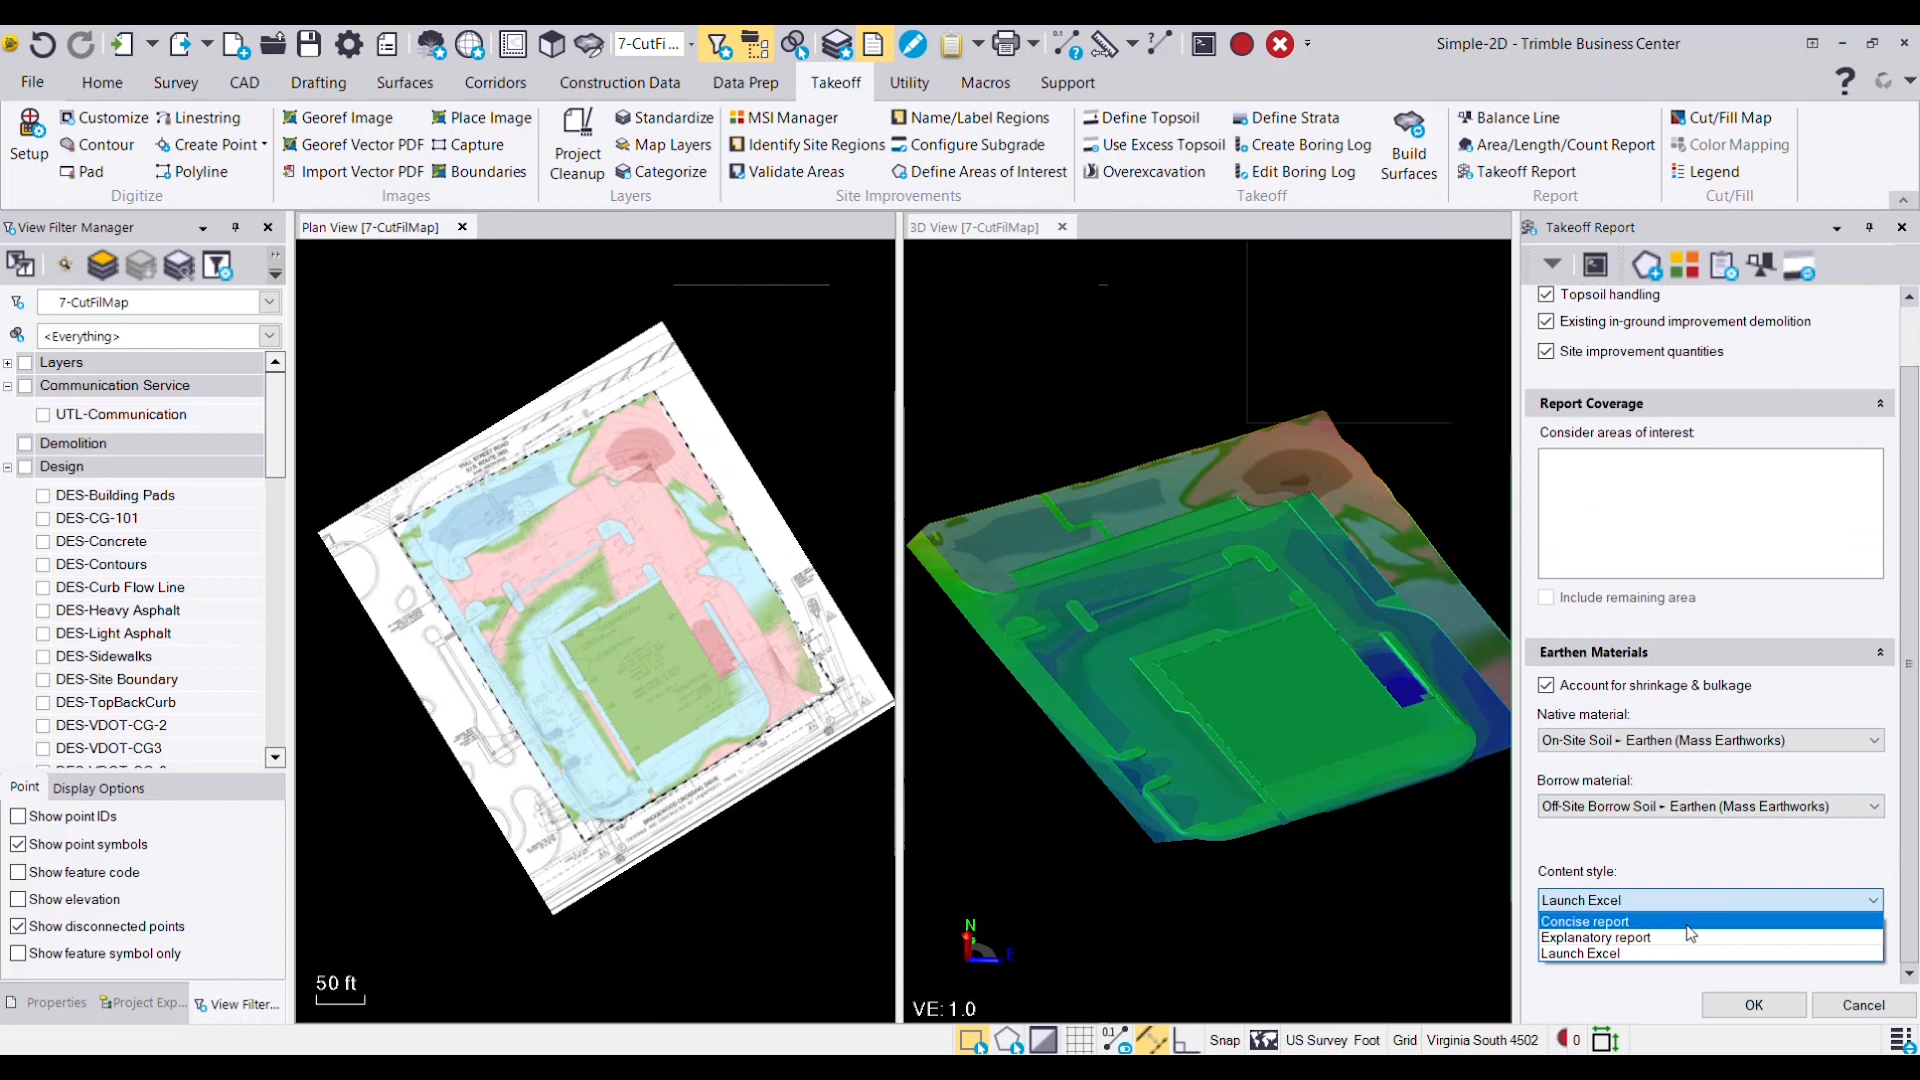 7-CutFi...
Simple-2D - Trimble Business Center
File
Home
Survey
CAD
Drafting
Surfaces
Corridors
Construction Data
Data Prep
Takeoff
Utility
Macros
Support
Setup
Customize
Linestring
Contour
Create Point
Pad
Polyline
Digitize
Georef Image
Place Image
Georef Vector PDF
Capture
Import Vector PDF
Boundaries
Images
Project
Cleanup
Standardize
Map Layers
Categorize
Layers
MSI Manager
Name/Label Regions
Identify Site Regions
Configure Subgrade
Validate Areas
Define Areas of Interest
Site Improvements
Define Topsoil
Define Strata
Use Excess Topsoil
Create Boring Log
Overexcavation
Edit Boring Log
Build
Surfaces
Takeoff
Balance Line
Area/Length/Count Report
Takeoff Report
Report
Cut/Fill Map
Color Mapping
Legend
Cut/Fill
View Filter Manager
7-CutFilMap
<Everything>
Layers
Communication Service
UTL-Communication
Demolition
Design
DES-Building Pads
DES-CG-101
DES-Concrete
DES-Contours
DES-Curb Flow Line
DES-Heavy Asphalt
DES-Light Asphalt
DES-Sidewalks
DES-Site Boundary
DES-TopBackCurb
DES-VDOT-CG-2
DES-VDOT-CG3
Point
Display Options
Show point IDs
Show point symbols
Show feature code
Show elevation
Show disconnected points
Show feature symbol only
Properties
Project Exp...
View Filter...
Plan View [7-CutFilMap]
HULL STREET ROAD
50 ft
3D View [7-CutFilMap]
N
E
VE: 1.0
Takeoff Report
Topsoil handling
Existing in-ground improvement demolition
Site improvement quantities
Report Coverage
Consider areas of interest:
Include remaining area
Earthen Materials
Account for shrinkage & bulkage
Native material:
On-Site Soil - Earthen (Mass Earthworks)
Borrow material:
Off-Site Borrow Soil - Earthen (Mass Earthworks)
Content style:
Launch Excel
Concise report
Explanatory report
Launch Excel
OK
Cancel
Snap
US Survey Foot
Grid
Virginia South 4502
0